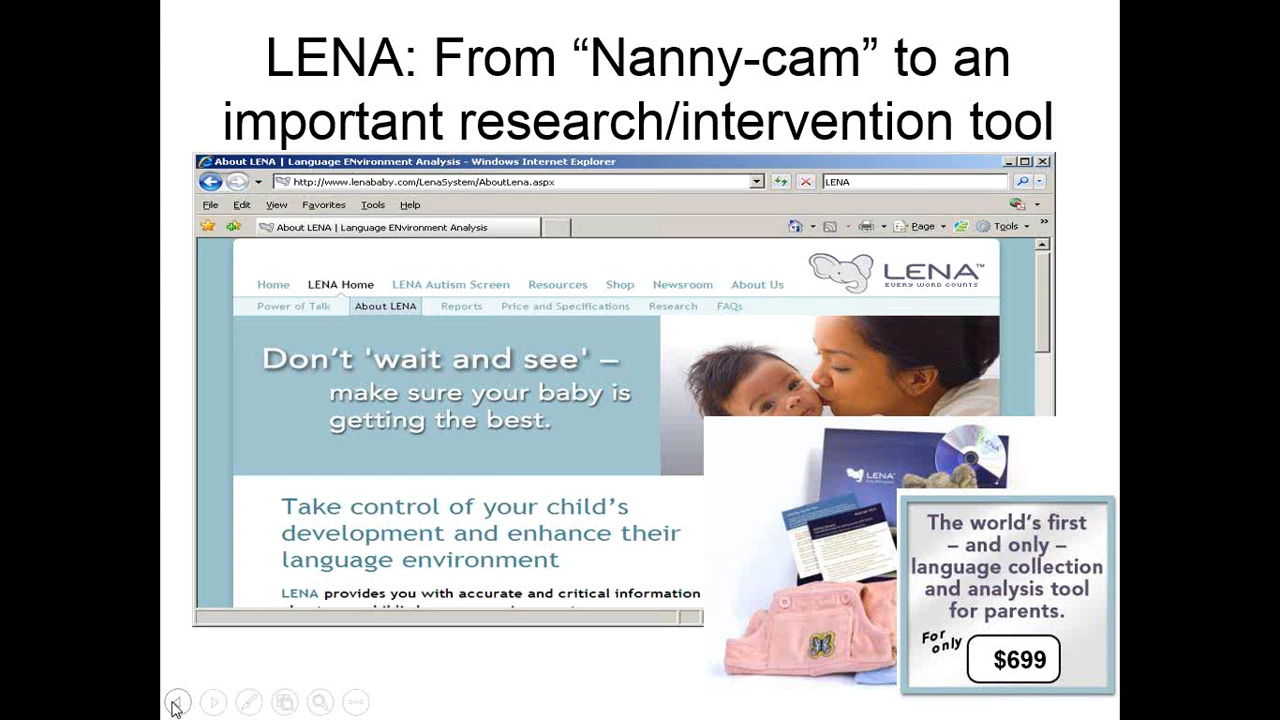 LENA: From “Nanny-cam” to an
important research/intervention tool
About LENA | Language ENvironment Analysis - Windows Internet Explorer
http://www.lenababy.com/LenaSystem/AboutLena.aspx
LENA
File Edit View Favorites Tools Help
About LENA | Language ENvironment Analysis
Page Tools
LENA™
EVERY WORD COUNTS
Home LENA Home LENA Autism Screen Resources Shop Newsroom About Us
Power of Talk About LENA Reports Price and Specifications Research FAQs
Don't 'wait and see' –
make sure your baby is
getting the best.
Take control of your child's
development and enhance their
language environment
LENA provides you with accurate and critical information
LENA
LENA
The world's first
– and only –
language collection
and analysis tool
for parents.
For
only
$699